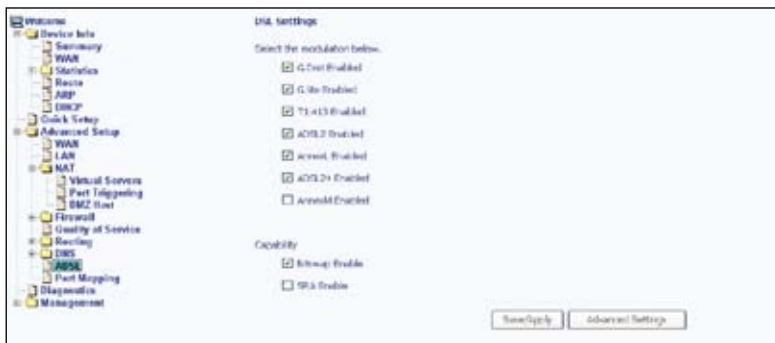 Welcome
Device Info
Summary
WAN
Statistics
Route
ARP
DHCP
Quick Setup
Advanced Setup
WAN
LAN
NAT
Virtual Servers
Port Triggering
DMZ Host
Firewall
Quality of Service
Routing
DNS
ADSL
Port Mapping
Diagnostics
Management
DSL Settings
Select the modulation below.
G.Dmt Enabled
G.lite Enabled
T1.413 Enabled
ADSL2 Enabled
AnnexL Enabled
ADSL2+ Enabled
AnnexM Enabled
Capability
Bitswap Enable
SRA Enable
Save/Apply
Advanced Settings